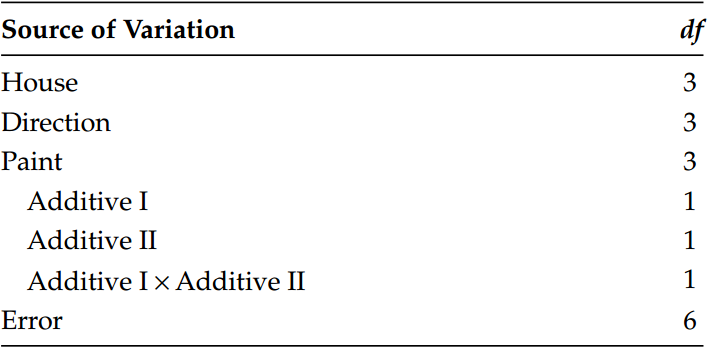 Source of Variation df
House 3
Direction 3
Paint 3
Additive I 1
Additive II 1
Additive I × Additive II 1
Error 6